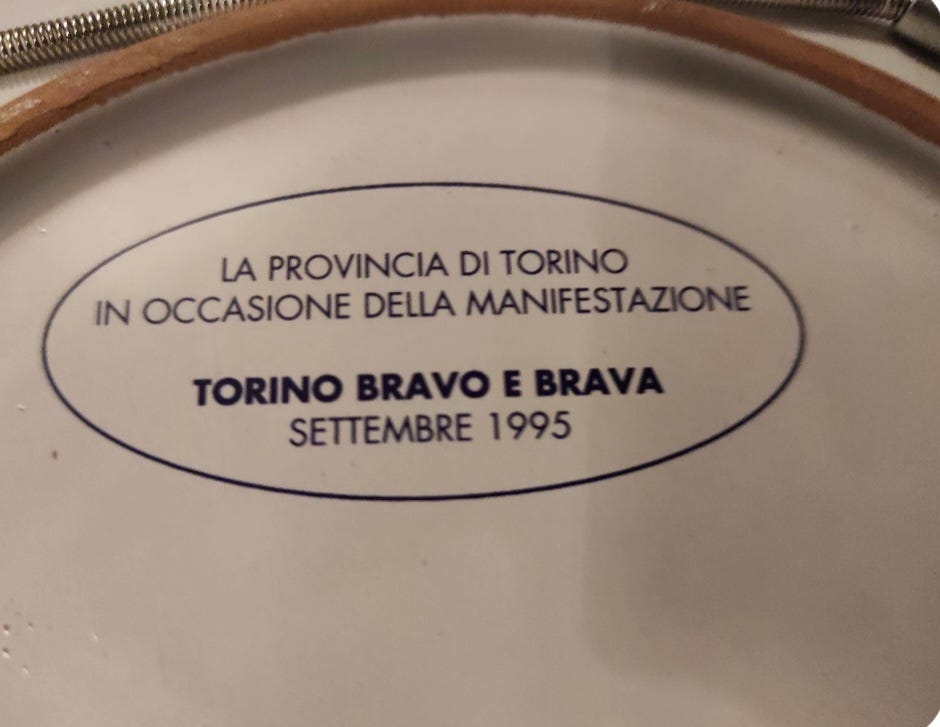 LA PROVINCIA DI TORINO
IN OCCASIONE DELLA MANIFESTAZIONE
TORINO BRAVO E BRAVA
SETTEMBRE 1995